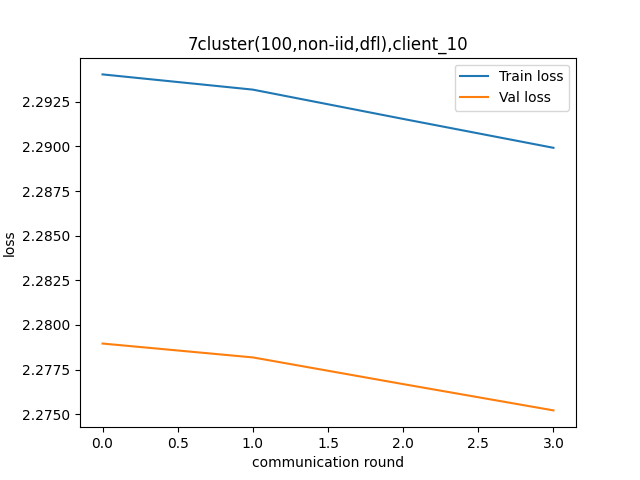 7cluster(100,non-iid,dfl),client_10
Train loss
Val loss
2.2925
2.2900
2.2875
2.2850
2.2825
2.2800
2.2775
2.2750
loss
0.0 0.5 1.0 1.5 2.0 2.5 3.0
communication round